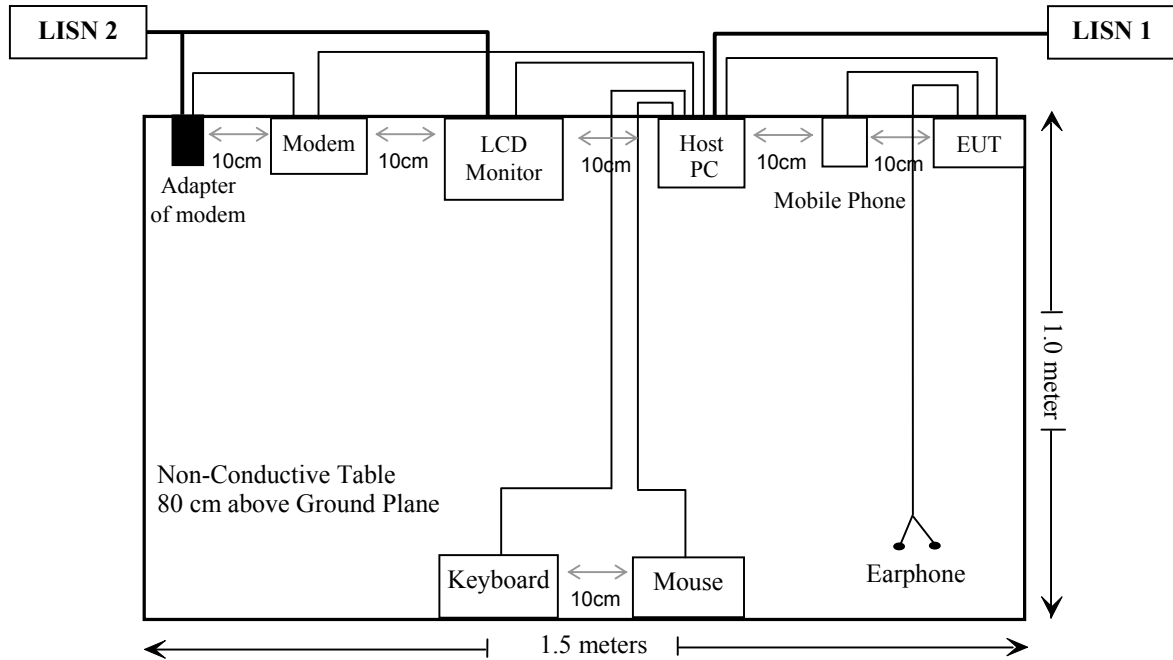 LISN 2
LISN 1
Modem
LCD
Monitor
Host
PC
EUT
10cm
10cm
10cm
10cm
10cm
Adapter
of modem
Mobile Phone
1.0 meter
Non-Conductive Table
80 cm above Ground Plane
Keyboard
10cm
Mouse
Earphone
1.5 meters